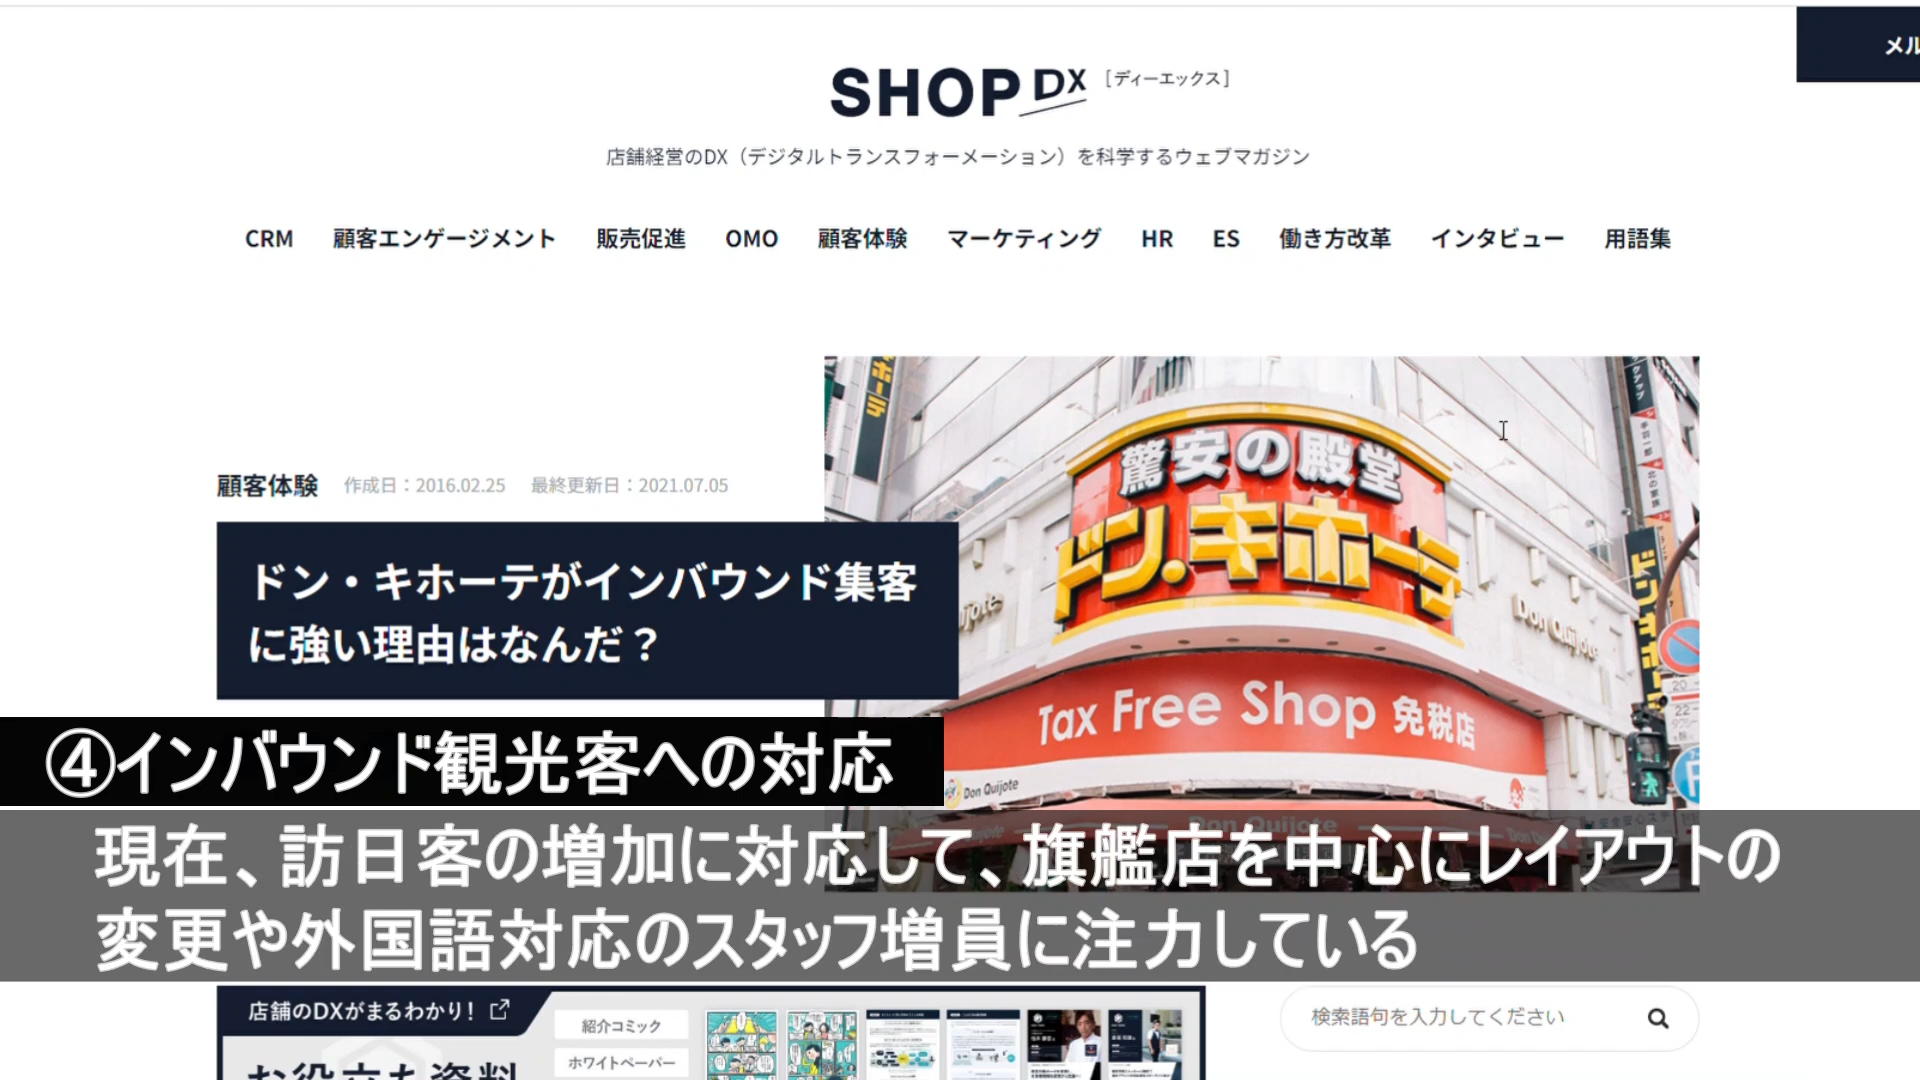 メル
SHOP DX ［ディーエックス］
店舗経営のDX（デジタルトランスフォーメーション）を科学するウェブマガジン
CRM 顧客エンゲージメント 販売促進 OMO 顧客体験 マーケティング HR ES 働き方改革 インタビュー 用語集
顧客体験 作成日：2016.02.25 最終更新日：2021.07.05
ドン・キホーテがインバウンド集客
に強い理由はなんだ？
驚安の殿堂
ドン.キホーテ
Don Quijote
Tax Free Shop 免税店
Don Quijote
Don Quijote
④インバウンド観光客への対応
現在、訪日客の増加に対応して、旗艦店を中心にレイアウトの
変更や外国語対応のスタッフ増員に注力している
店舗のDXがまるわかり！
お役立ち資料
紹介コミック
ホワイトペーパー
検索語句を入力してください